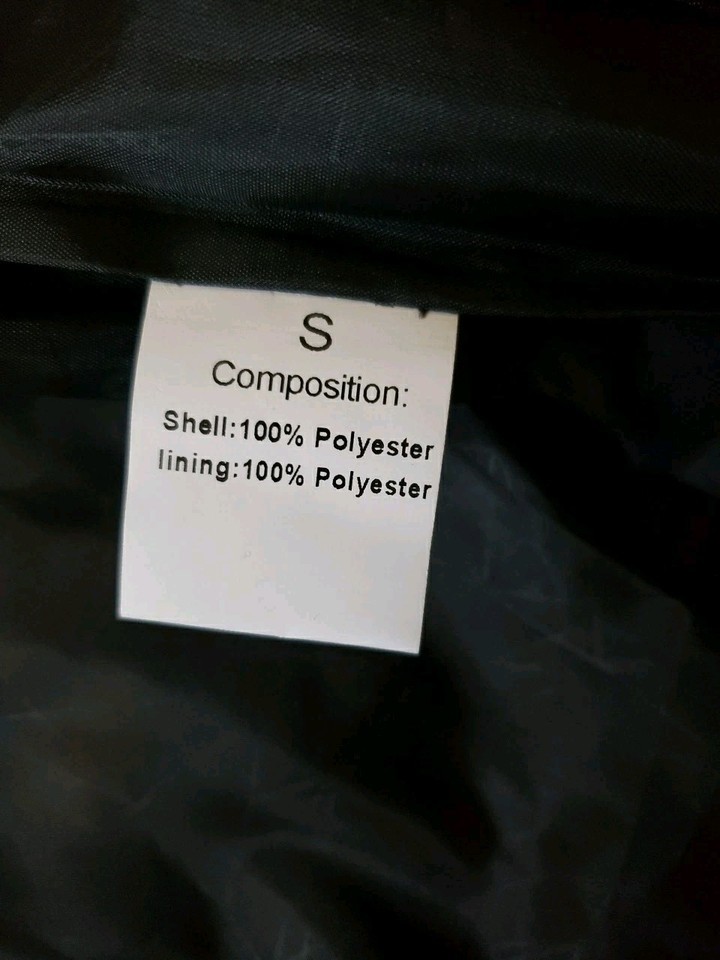 S
Composition:
Shell:100% Polyester
lining:100% Polyester